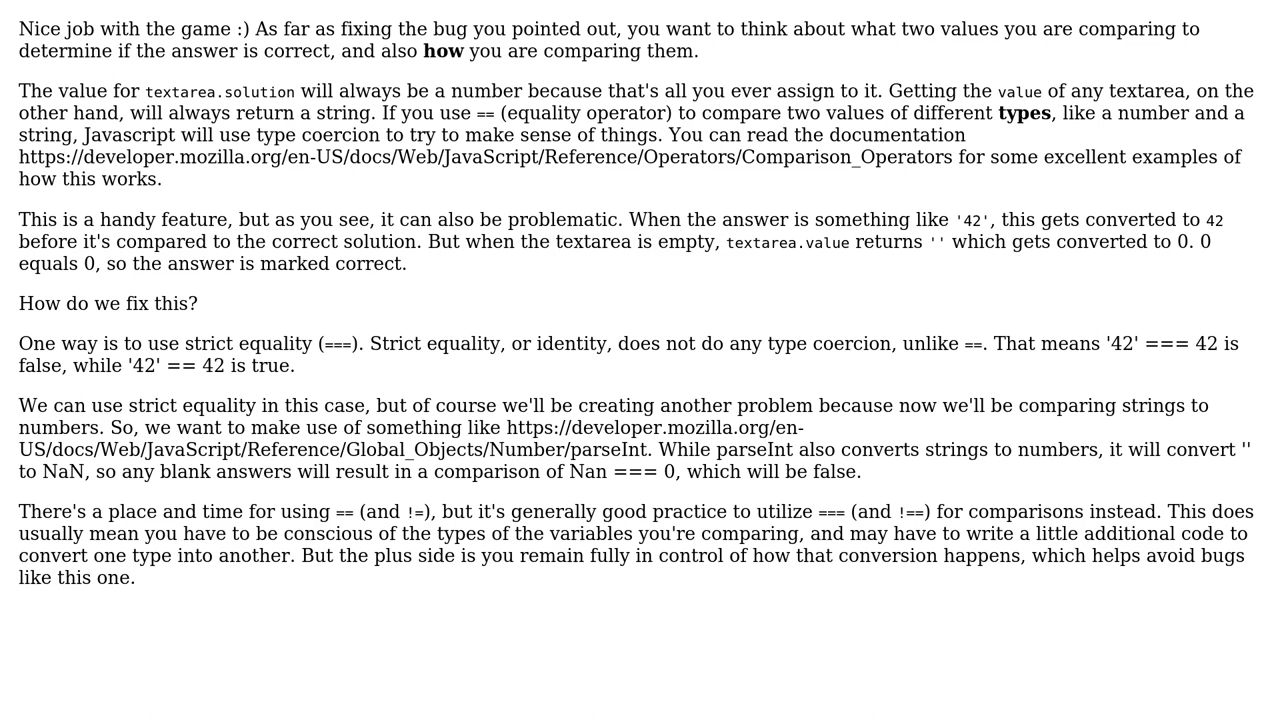 Nice job with the game :) As far as fixing the bug you pointed out, you want to think about what two values you are comparing to
determine if the answer is correct, and also how you are comparing them.
The value for textarea.solution will always be a number because that's all you ever assign to it. Getting the value of any textarea, on the
other hand, will always return a string. If you use == (equality operator) to compare two values of different types, like a number and a
string, Javascript will use type coercion to try to make sense of things. You can read the documentation
https://developer.mozilla.org/en-US/docs/Web/JavaScript/Reference/Operators/Comparison_Operators for some excellent examples of
how this works.
This is a handy feature, but as you see, it can also be problematic. When the answer is something like '42', this gets converted to 42
before it's compared to the correct solution. But when the textarea is empty, textarea.value returns '' which gets converted to 0. 0
equals 0, so the answer is marked correct.
How do we fix this?
One way is to use strict equality (===). Strict equality, or identity, does not do any type coercion, unlike ==. That means '42' === 42 is
false, while '42' == 42 is true.
We can use strict equality in this case, but of course we'll be creating another problem because now we'll be comparing strings to
numbers. So, we want to make use of something like https://developer.mozilla.org/en-
US/docs/Web/JavaScript/Reference/Global_Objects/Number/parseInt. While parseInt also converts strings to numbers, it will convert ''
to NaN, so any blank answers will result in a comparison of Nan === 0, which will be false.
There's a place and time for using == (and !=), but it's generally good practice to utilize === (and !==) for comparisons instead. This does
usually mean you have to be conscious of the types of the variables you're comparing, and may have to write a little additional code to
convert one type into another. But the plus side is you remain fully in control of how that conversion happens, which helps avoid bugs
like this one.